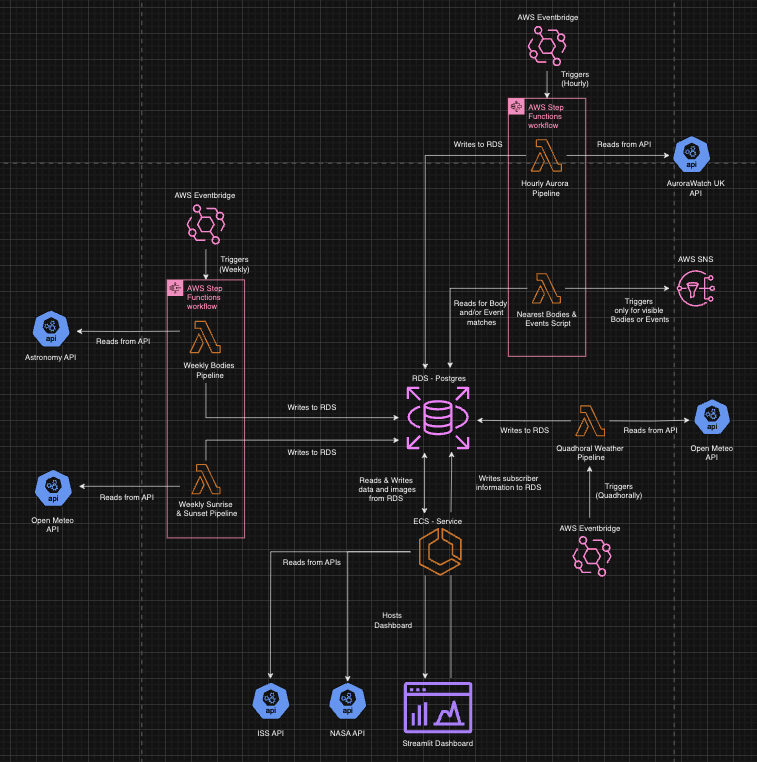 AWS Eventbridge
Triggers
(Hourly)
AWS Step
Functions
workflow
Writes to RDS
Reads from API
Hourly Aurora
Pipeline
api
AuroraWatch UK
API
AWS Eventbridge
Triggers
(Weekly)
AWS SNS
AWS Step
Functions
workflow
Reads for Body
and/or Event
matches
Nearest Bodies &
Events Script
Triggers
only for visible
Bodies or Events
api
Astronomy API
Reads from API
Weekly Bodies
Pipeline
RDS - Postgres
Writes to RDS
Writes to RDS
Reads from API
api
Quadhoral Weather
Pipeline
Open Meteo
API
Writes to RDS
Reads & Writes
data and images
from RDS
Writes subscriber
information to RDS
Triggers
(Quadhorally)
api
Open Meteo
API
Reads from API
Weekly Sunrise
& Sunset Pipeline
ECS - Service
AWS Eventbridge
Reads from APIs
Hosts
Dashboard
api
ISS API
api
NASA API
Streamlit Dashboard